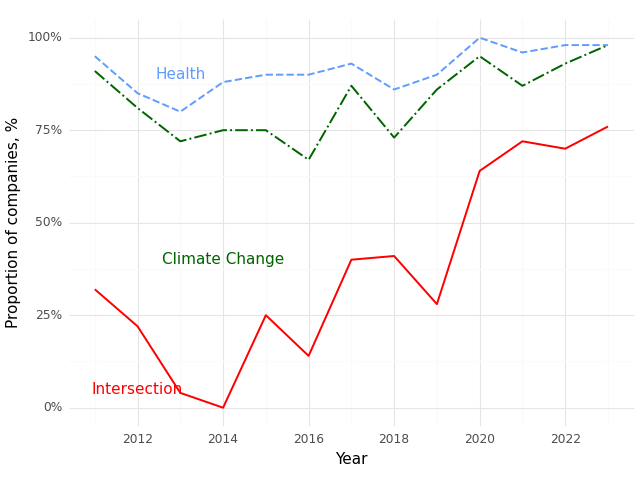 100%
Health
75%
50%
Climate Change
25%
Intersection
0%
2012 2014 2016 2018 2020 2022
Year
Proportion of companies, %